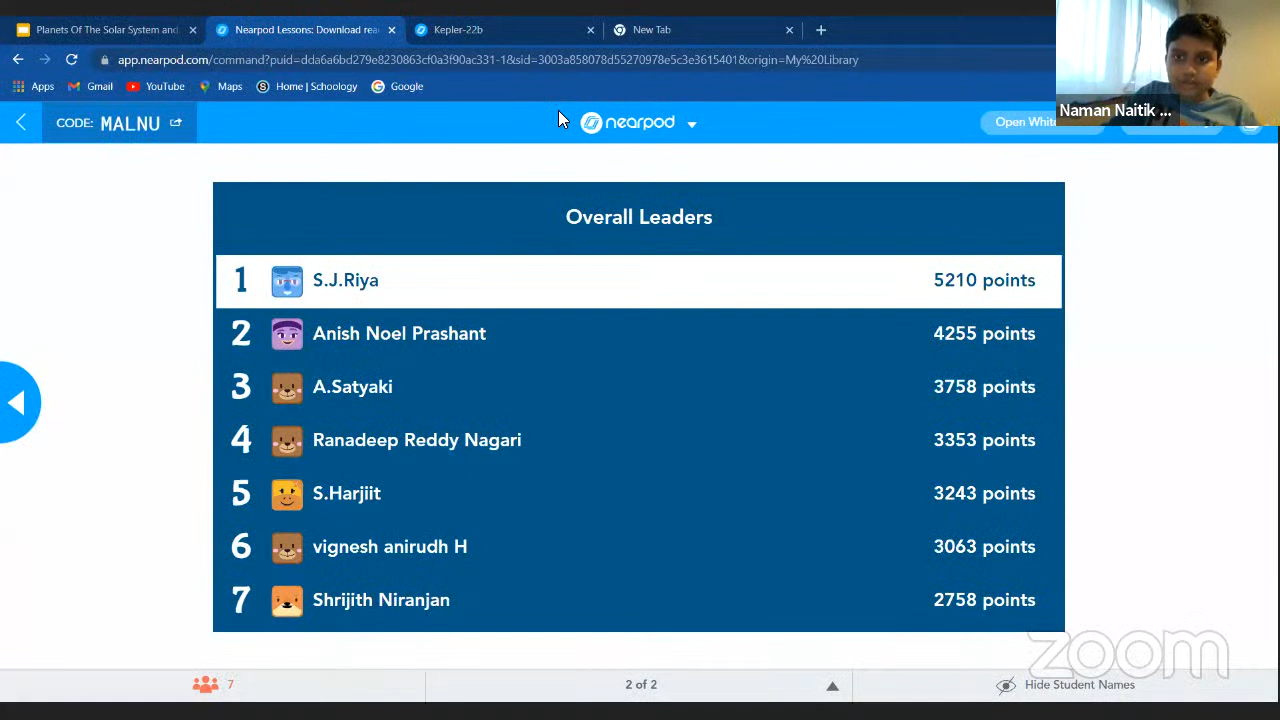 Planets Of The Solar System and
Nearpod Lessons: Download rea
Kepler-22b
New Tab
app.nearpod.com/command?puid=dda6a6bd279e8230863cf0a3f90ac331-1&sid=3003a858078d55270978e5c3e3615401&origin=My%20Library
Apps
Gmail
YouTube
Maps
Home | Schoology
Google
Naman Naitik ...
CODE: MALNU
nearpod
Open White
Overall Leaders
1 S.J.Riya 5210 points
2 Anish Noel Prashant 4255 points
3 A.Satyaki 3758 points
4 Ranadeep Reddy Nagari 3353 points
5 S.Harjiit 3243 points
6 vignesh anirudh H 3063 points
7 Shrijith Niranjan 2758 points
zoom
7
2 of 2
Hide Student Names